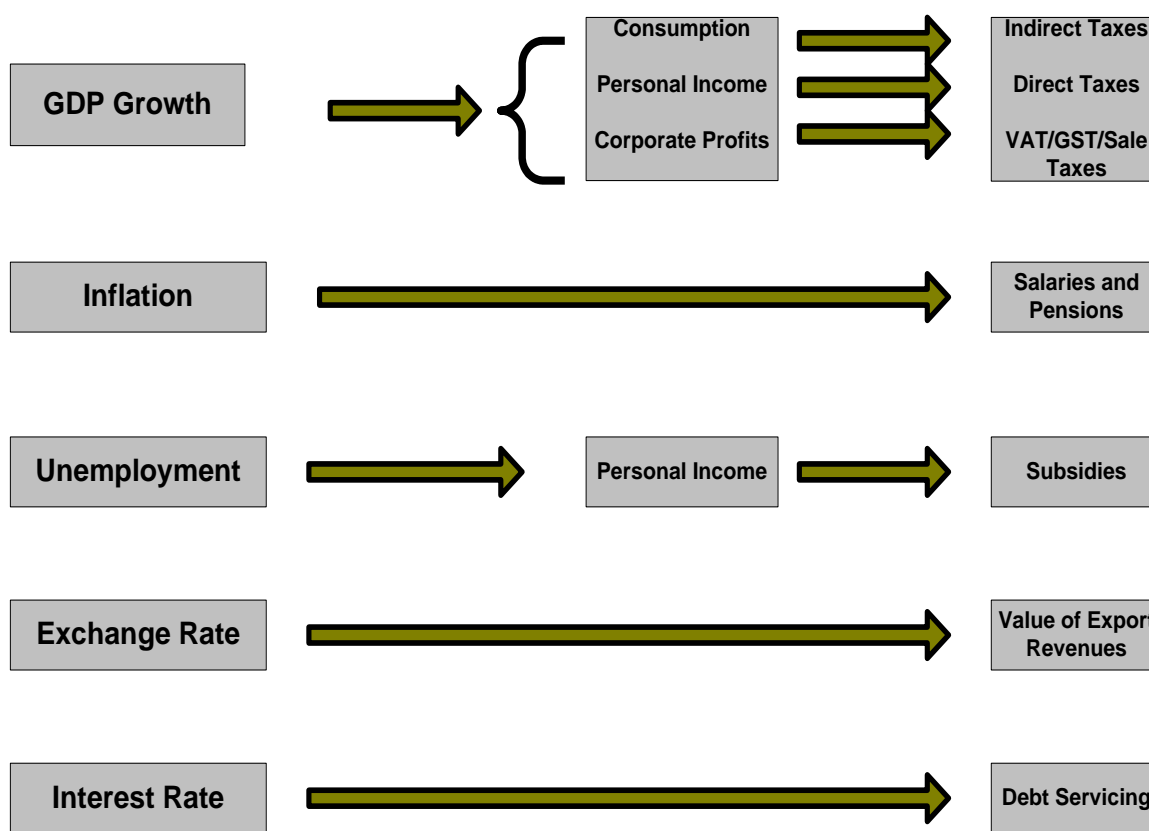 GDP Growth
Consumption
Personal Income
Corporate Profits
Indirect Taxes
Direct Taxes
VAT/GST/Sale
Taxes
Inflation
Salaries and
Pensions
Unemployment
Personal Income
Subsidies
Exchange Rate
Value of Export
Revenues
Interest Rate
Debt Servicing